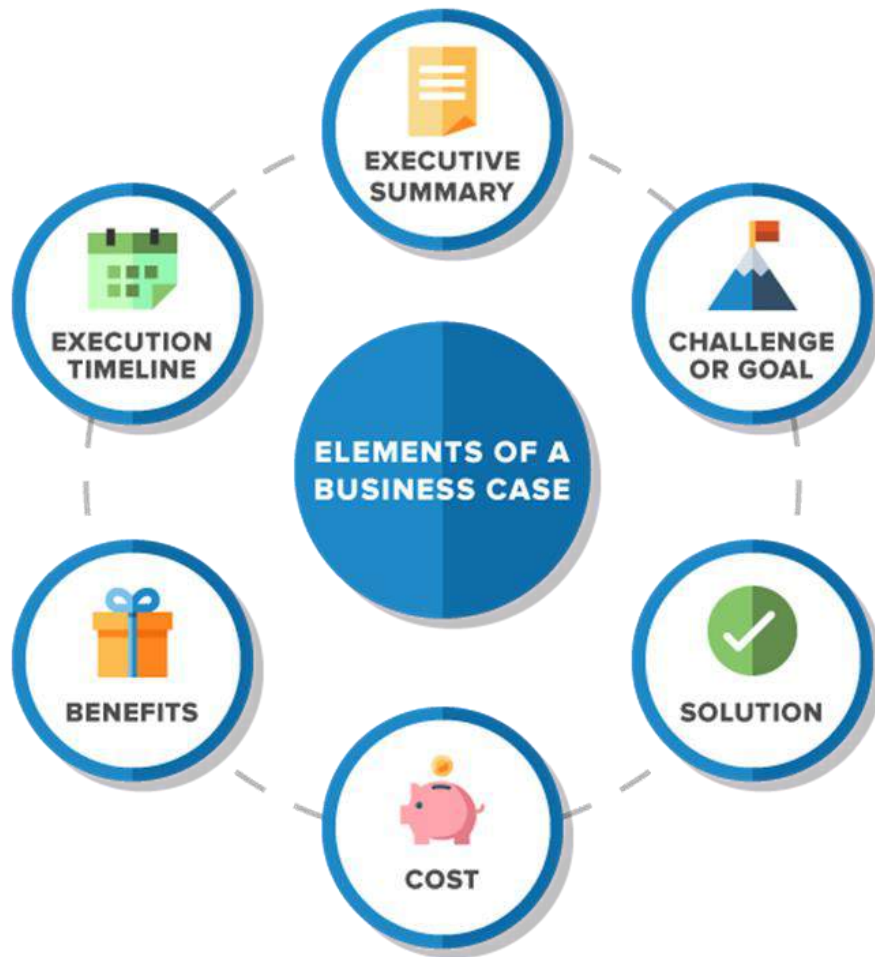 EXECUTIVE
SUMMARY
CHALLENGE
OR GOAL
SOLUTION
COST
BENEFITS
EXECUTION
TIMELINE
ELEMENTS OF A
BUSINESS CASE